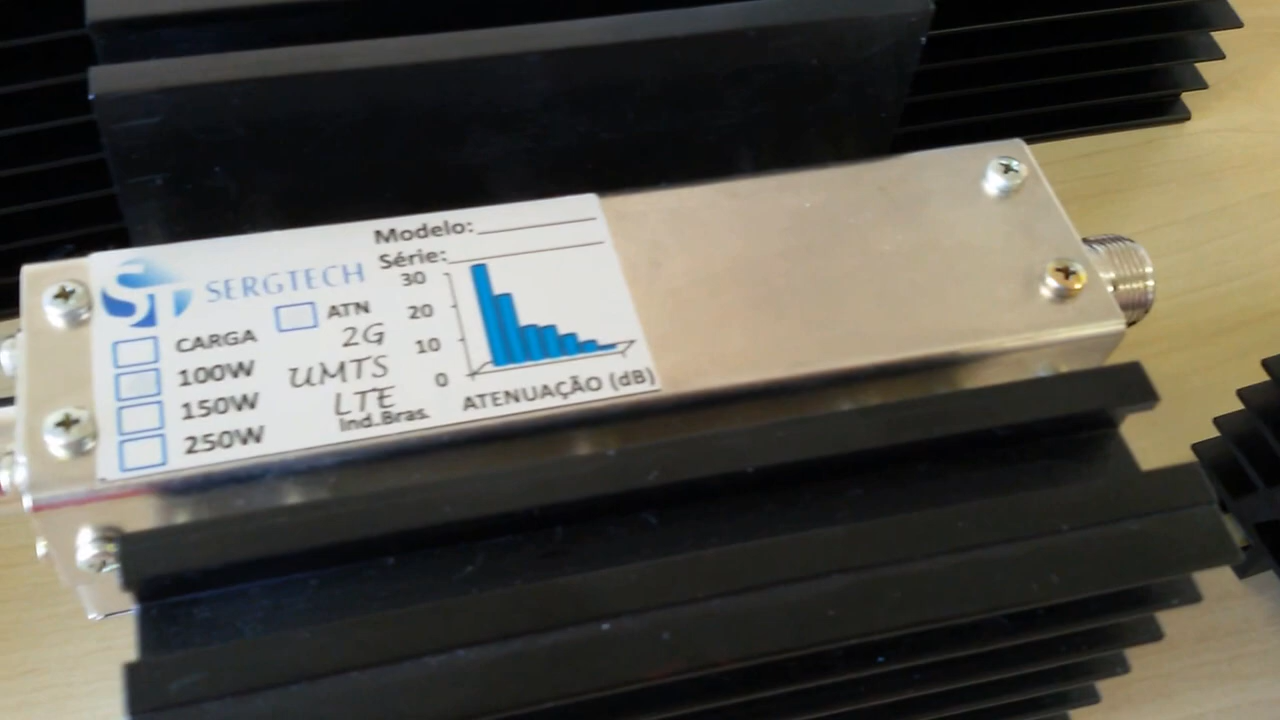 ST SERGTECH
Modelo:
Série:
ATN
CARGA
100W
150W
250W
2G
UMTS
LTE
Ind.Bras.
30
20
10
0
ATENUAÇÃO (dB)